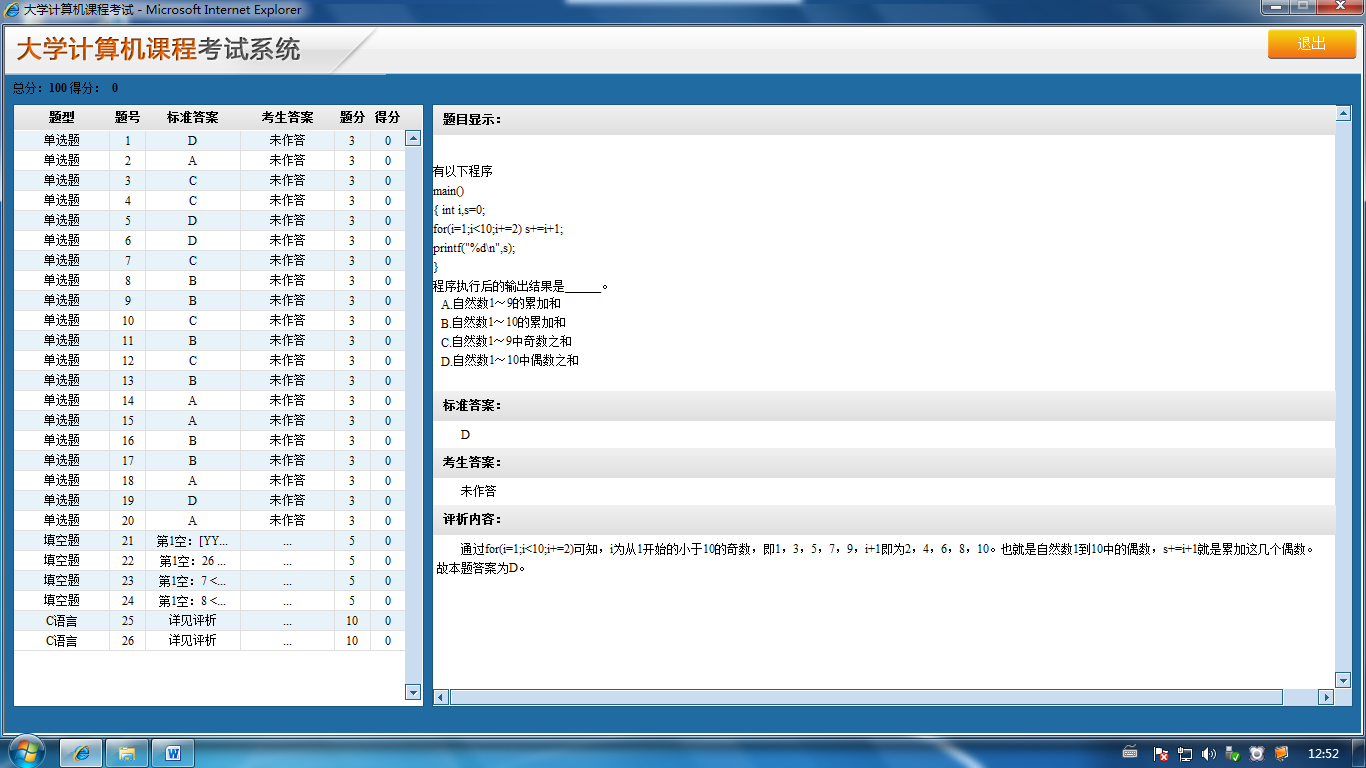 大学计算机课程考试 - Microsoft Internet Explorer
大学计算机课程考试系统
退出
总分：100 得分： 0
题型 题号 标准答案 考生答案 题分 得分
单选题 1 D 未作答 3 0
单选题 2 A 未作答 3 0
单选题 3 C 未作答 3 0
单选题 4 C 未作答 3 0
单选题 5 D 未作答 3 0
单选题 6 D 未作答 3 0
单选题 7 C 未作答 3 0
单选题 8 B 未作答 3 0
单选题 9 B 未作答 3 0
单选题 10 C 未作答 3 0
单选题 11 B 未作答 3 0
单选题 12 C 未作答 3 0
单选题 13 B 未作答 3 0
单选题 14 A 未作答 3 0
单选题 15 A 未作答 3 0
单选题 16 B 未作答 3 0
单选题 17 B 未作答 3 0
单选题 18 A 未作答 3 0
单选题 19 D 未作答 3 0
单选题 20 A 未作答 3 0
填空题 21 第1空：[YY... ... 5 0
填空题 22 第1空：26 ... ... 5 0
填空题 23 第1空：7 <... ... 5 0
填空题 24 第1空：8 <... ... 5 0
C语言 25 详见评析 ... 10 0
C语言 26 详见评析 ... 10 0
题目显示：
有以下程序
main()
{ int i,s=0;
for(i=1;i<10;i+=2) s+=i+1;
printf("%d\n",s);
}
程序执行后的输出结果是______。
A.自然数1～9的累加和
B.自然数1～10的累加和
C.自然数1～9中奇数之和
D.自然数1～10中偶数之和
标准答案：
D
考生答案：
未作答
评析内容：
通过for(i=1;i<10;i+=2)可知，i为从1开始的小于10的奇数，即1，3，5，7，9，i+1即为2，4，6，8，10。也就是自然数1到10中的偶数，s+=i+1就是累加这几个偶数。
故本题答案为D。
12:52